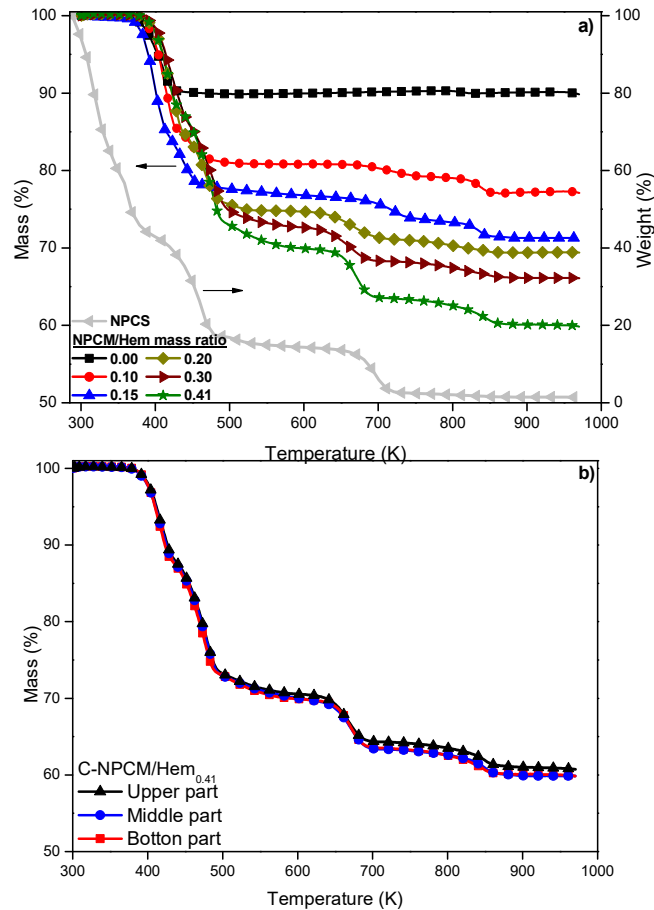 a)
100
90
80
70
60
50
Mass (%)
100
80
60
40
20
0
Weight (%)
NPCS
NPCM/Hem mass ratio
0.00 0.20
0.10 0.30
0.15 0.41
300 400 500 600 700 800 900 1000
Temperature (K)
b)
100
90
80
70
60
50
Mass (%)
C-NPCM/Hem0.41
Upper part
Middle part
Botton part
300 400 500 600 700 800 900 1000
Temperature (K)